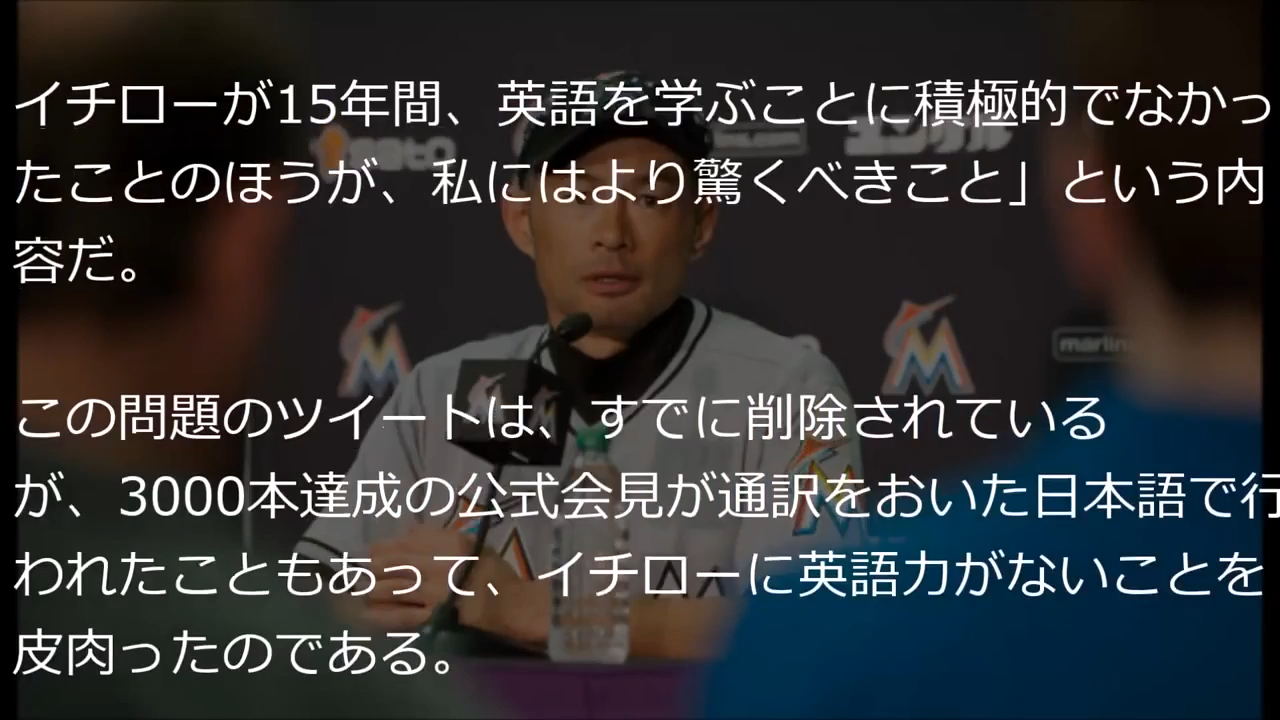 イチローが15年間、英語を学ぶことに積極的でなかっ
たことのほうが、私にはより驚くべきこと」という内
容だ。
この問題のツイートは、すでに削除されている
が、3000本達成の公式会見が通訳をおいた日本語で行
われたこともあって、イチローに英語力がないことを
皮肉ったのである。
marlins